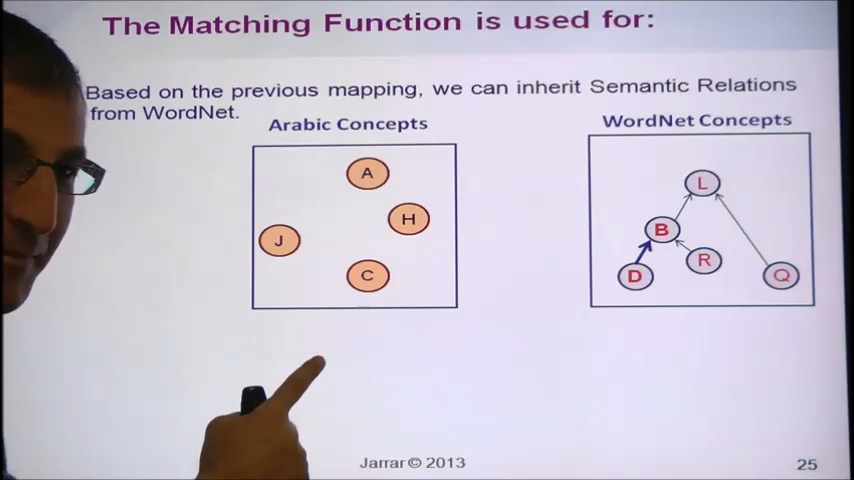 The Matching Function is used for:
Based on the previous mapping, we can inherit Semantic Relations
from WordNet.
Arabic Concepts
WordNet Concepts
A
H
J
C
L
B
R
D
Q
Jarrar © 2013
25